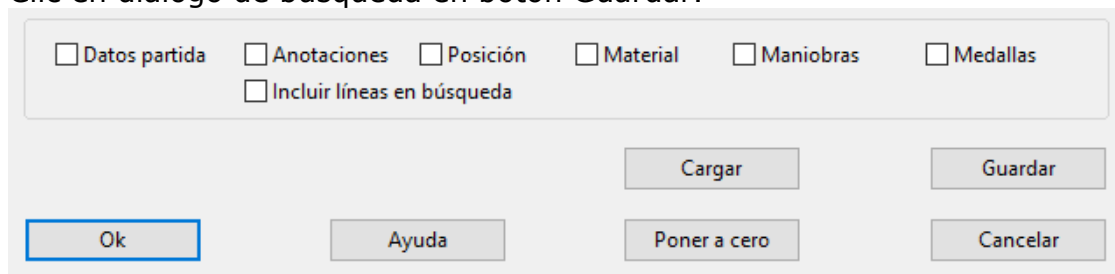 Clic en diálogo de búsqueda en botón Guardar.
Datos partida Anotaciones Posición Material Maniobras Medallas
Incluir líneas en búsqueda
Cargar Guardar
Ok Ayuda Poner a cero Cancelar